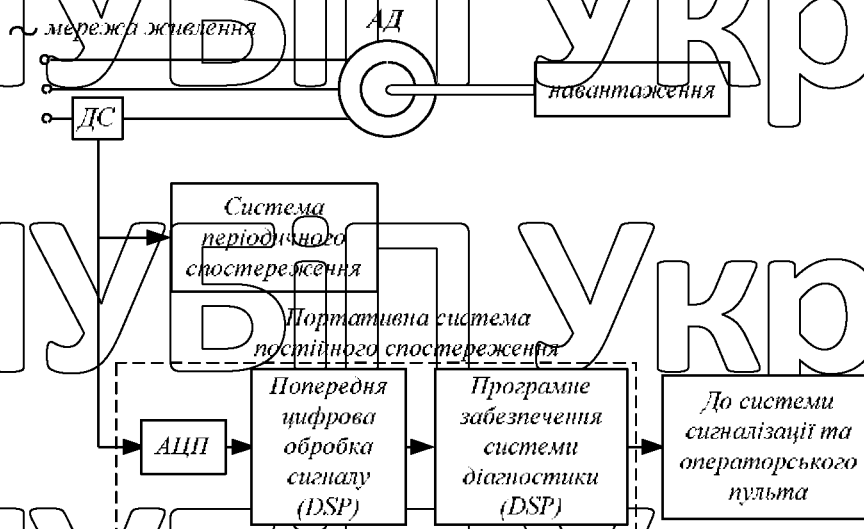 ~ мережа живлення
АД
навантаження
ДС
Система
періодичного
спостереження
Портативна система
постійного спостереження
Попередня
цифрова
обробка
сигналу
(DSP)
Програмне
забезпечення
системи
діагностики
(DSP)
До системи
сигналізації та
операторського
пульта
АЦП